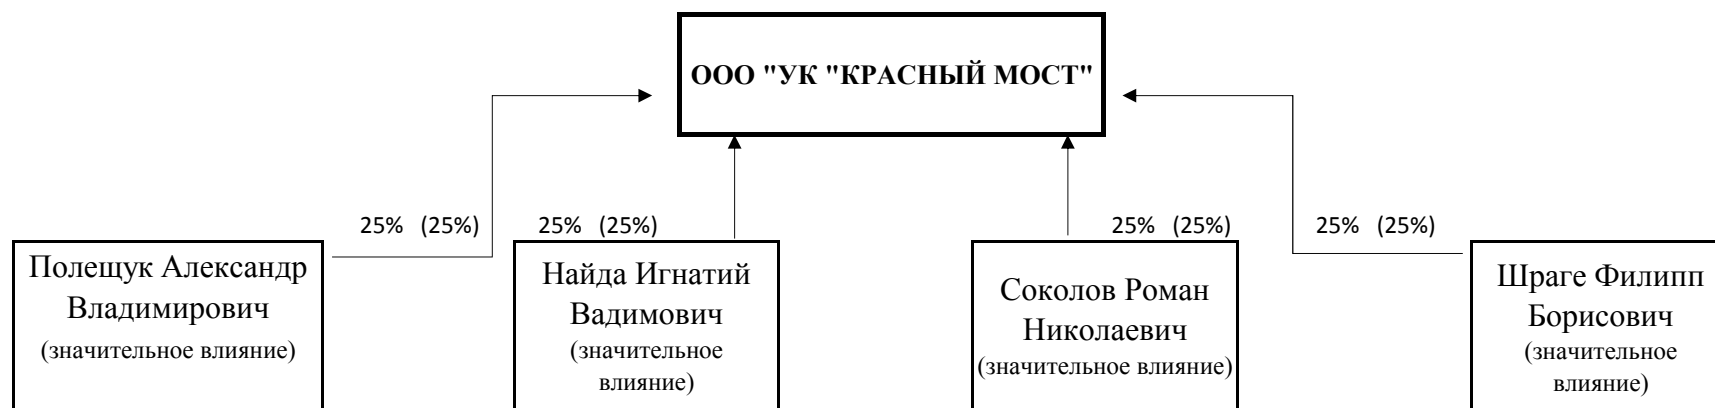 ООО "УК "КРАСНЫЙ МОСТ"
25% (25%)
25% (25%)
25% (25%)
25% (25%)
Полещук Александр
Владимирович
(значительное влияние)
Найда Игнатий
Вадимович
(значительное
влияние)
Соколов Роман
Николаевич
(значительное влияние)
Шраге Филипп
Борисович
(значительное
влияние)